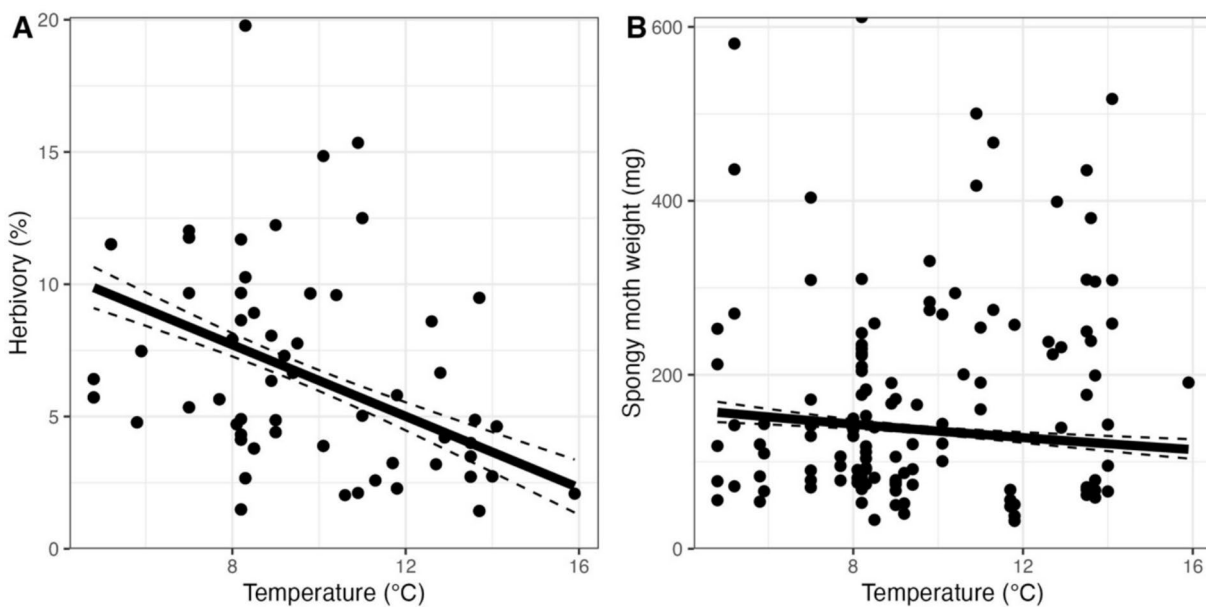 A
B
Herbivory (%)
20
15
10
5
0
8
12
16
Temperature (°C)
Spongy moth weight (mg)
600
400
200
0
8
12
16
Temperature (°C)